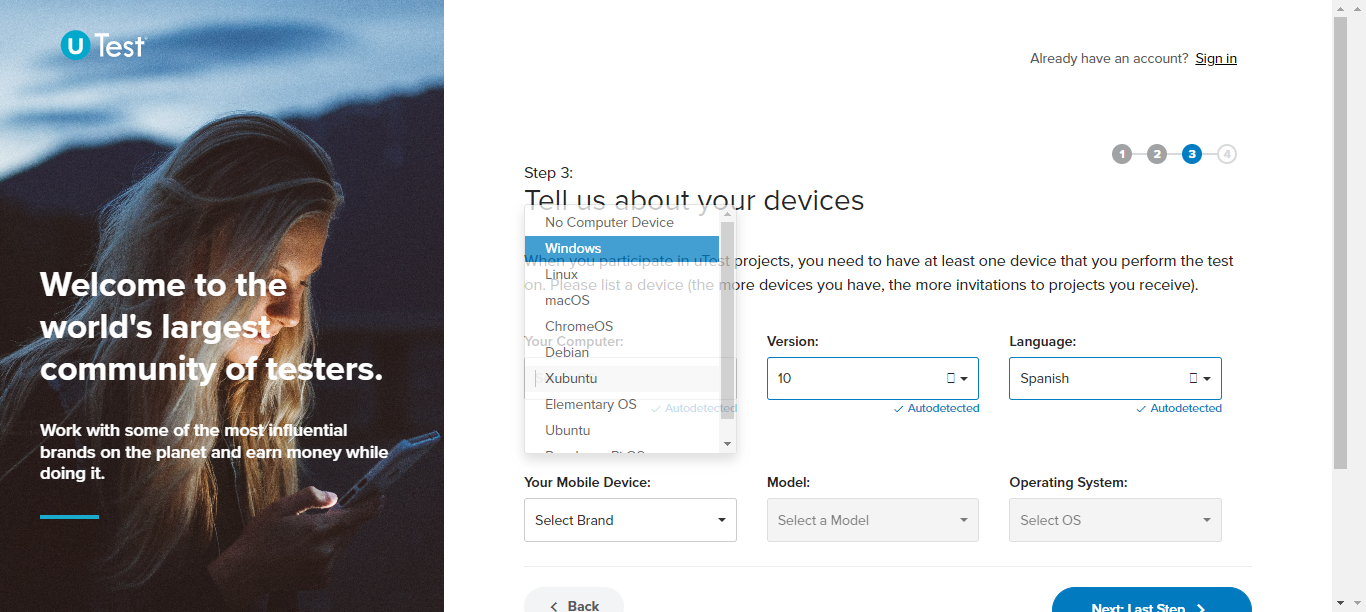 U Test
Already have an account? Sign in
1 2 3 4
Step 3:
Tell us about your devices
When you participate in uTest projects, you need to have at least one device that you perform the test
on. Please list a device (the more devices you have, the more invitations to projects you receive).
No Computer Device
Windows
Linux
macOS
ChromeOS
Debian
Xubuntu
Elementary OS
Ubuntu
Your Computer:
Autodetected
Version:
10
Autodetected
Language:
Spanish
Autodetected
Your Mobile Device:
Select Brand
Model:
Select a Model
Operating System:
Select OS
Back
Next: Last Step
Welcome to the
world's largest
community of testers.
Work with some of the most influential
brands on the planet and earn money while
doing it.